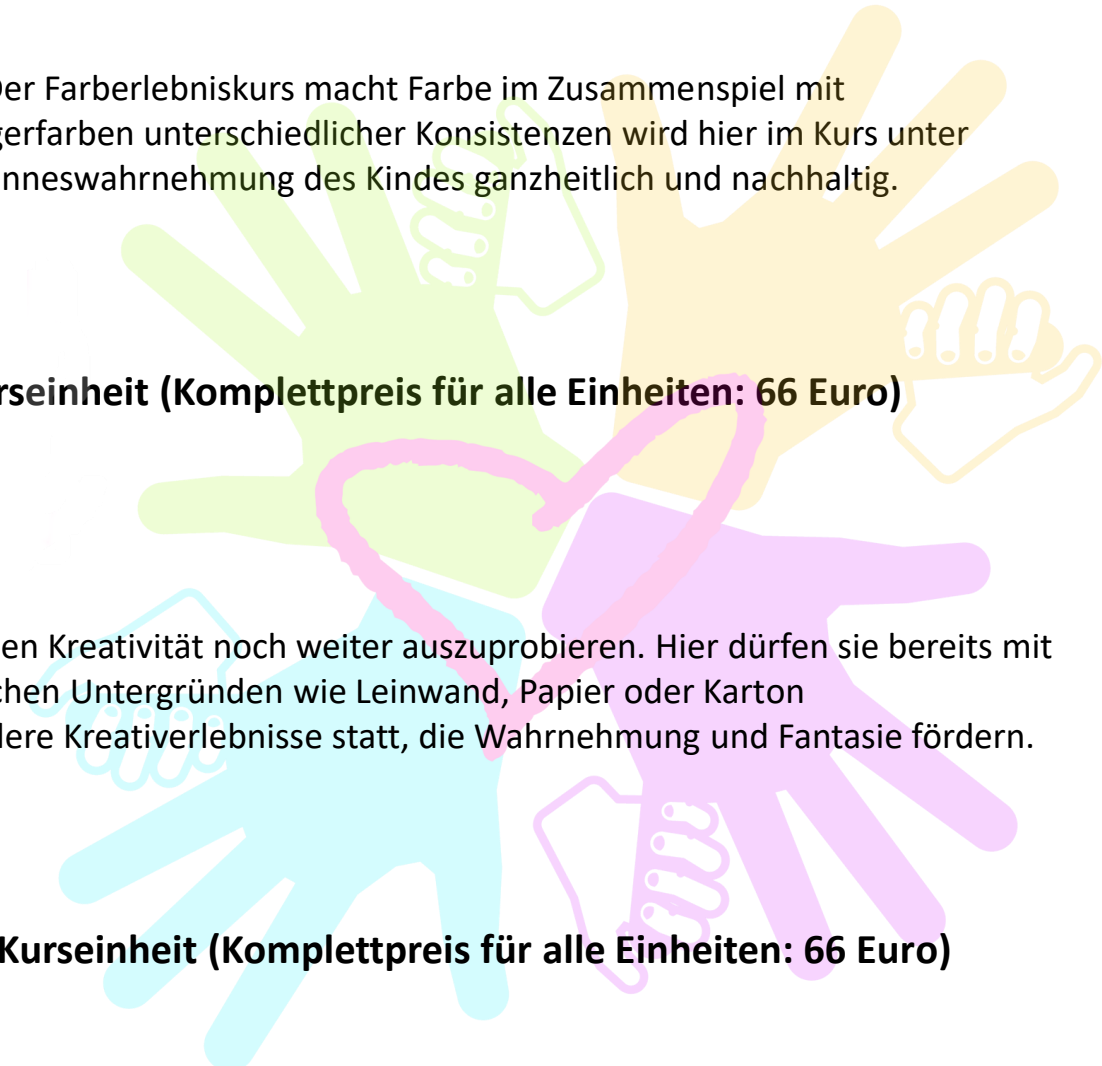 Der Farberlebniskurs macht Farbe im Zusammenspiel mit
gerfarben unterschiedlicher Konsistenzen wird hier im Kurs unter
inneswahrnehmung des Kindes ganzheitlich und nachhaltig.
rseinheit (Komplettpreis für alle Einheiten: 66 Euro)
en Kreativität noch weiter auszuprobieren. Hier dürfen sie bereits mit
chen Untergründen wie Leinwand, Papier oder Karton
dere Kreativerlebnisse statt, die Wahrnehmung und Fantasie fördern.
Kurseinheit (Komplettpreis für alle Einheiten: 66 Euro)